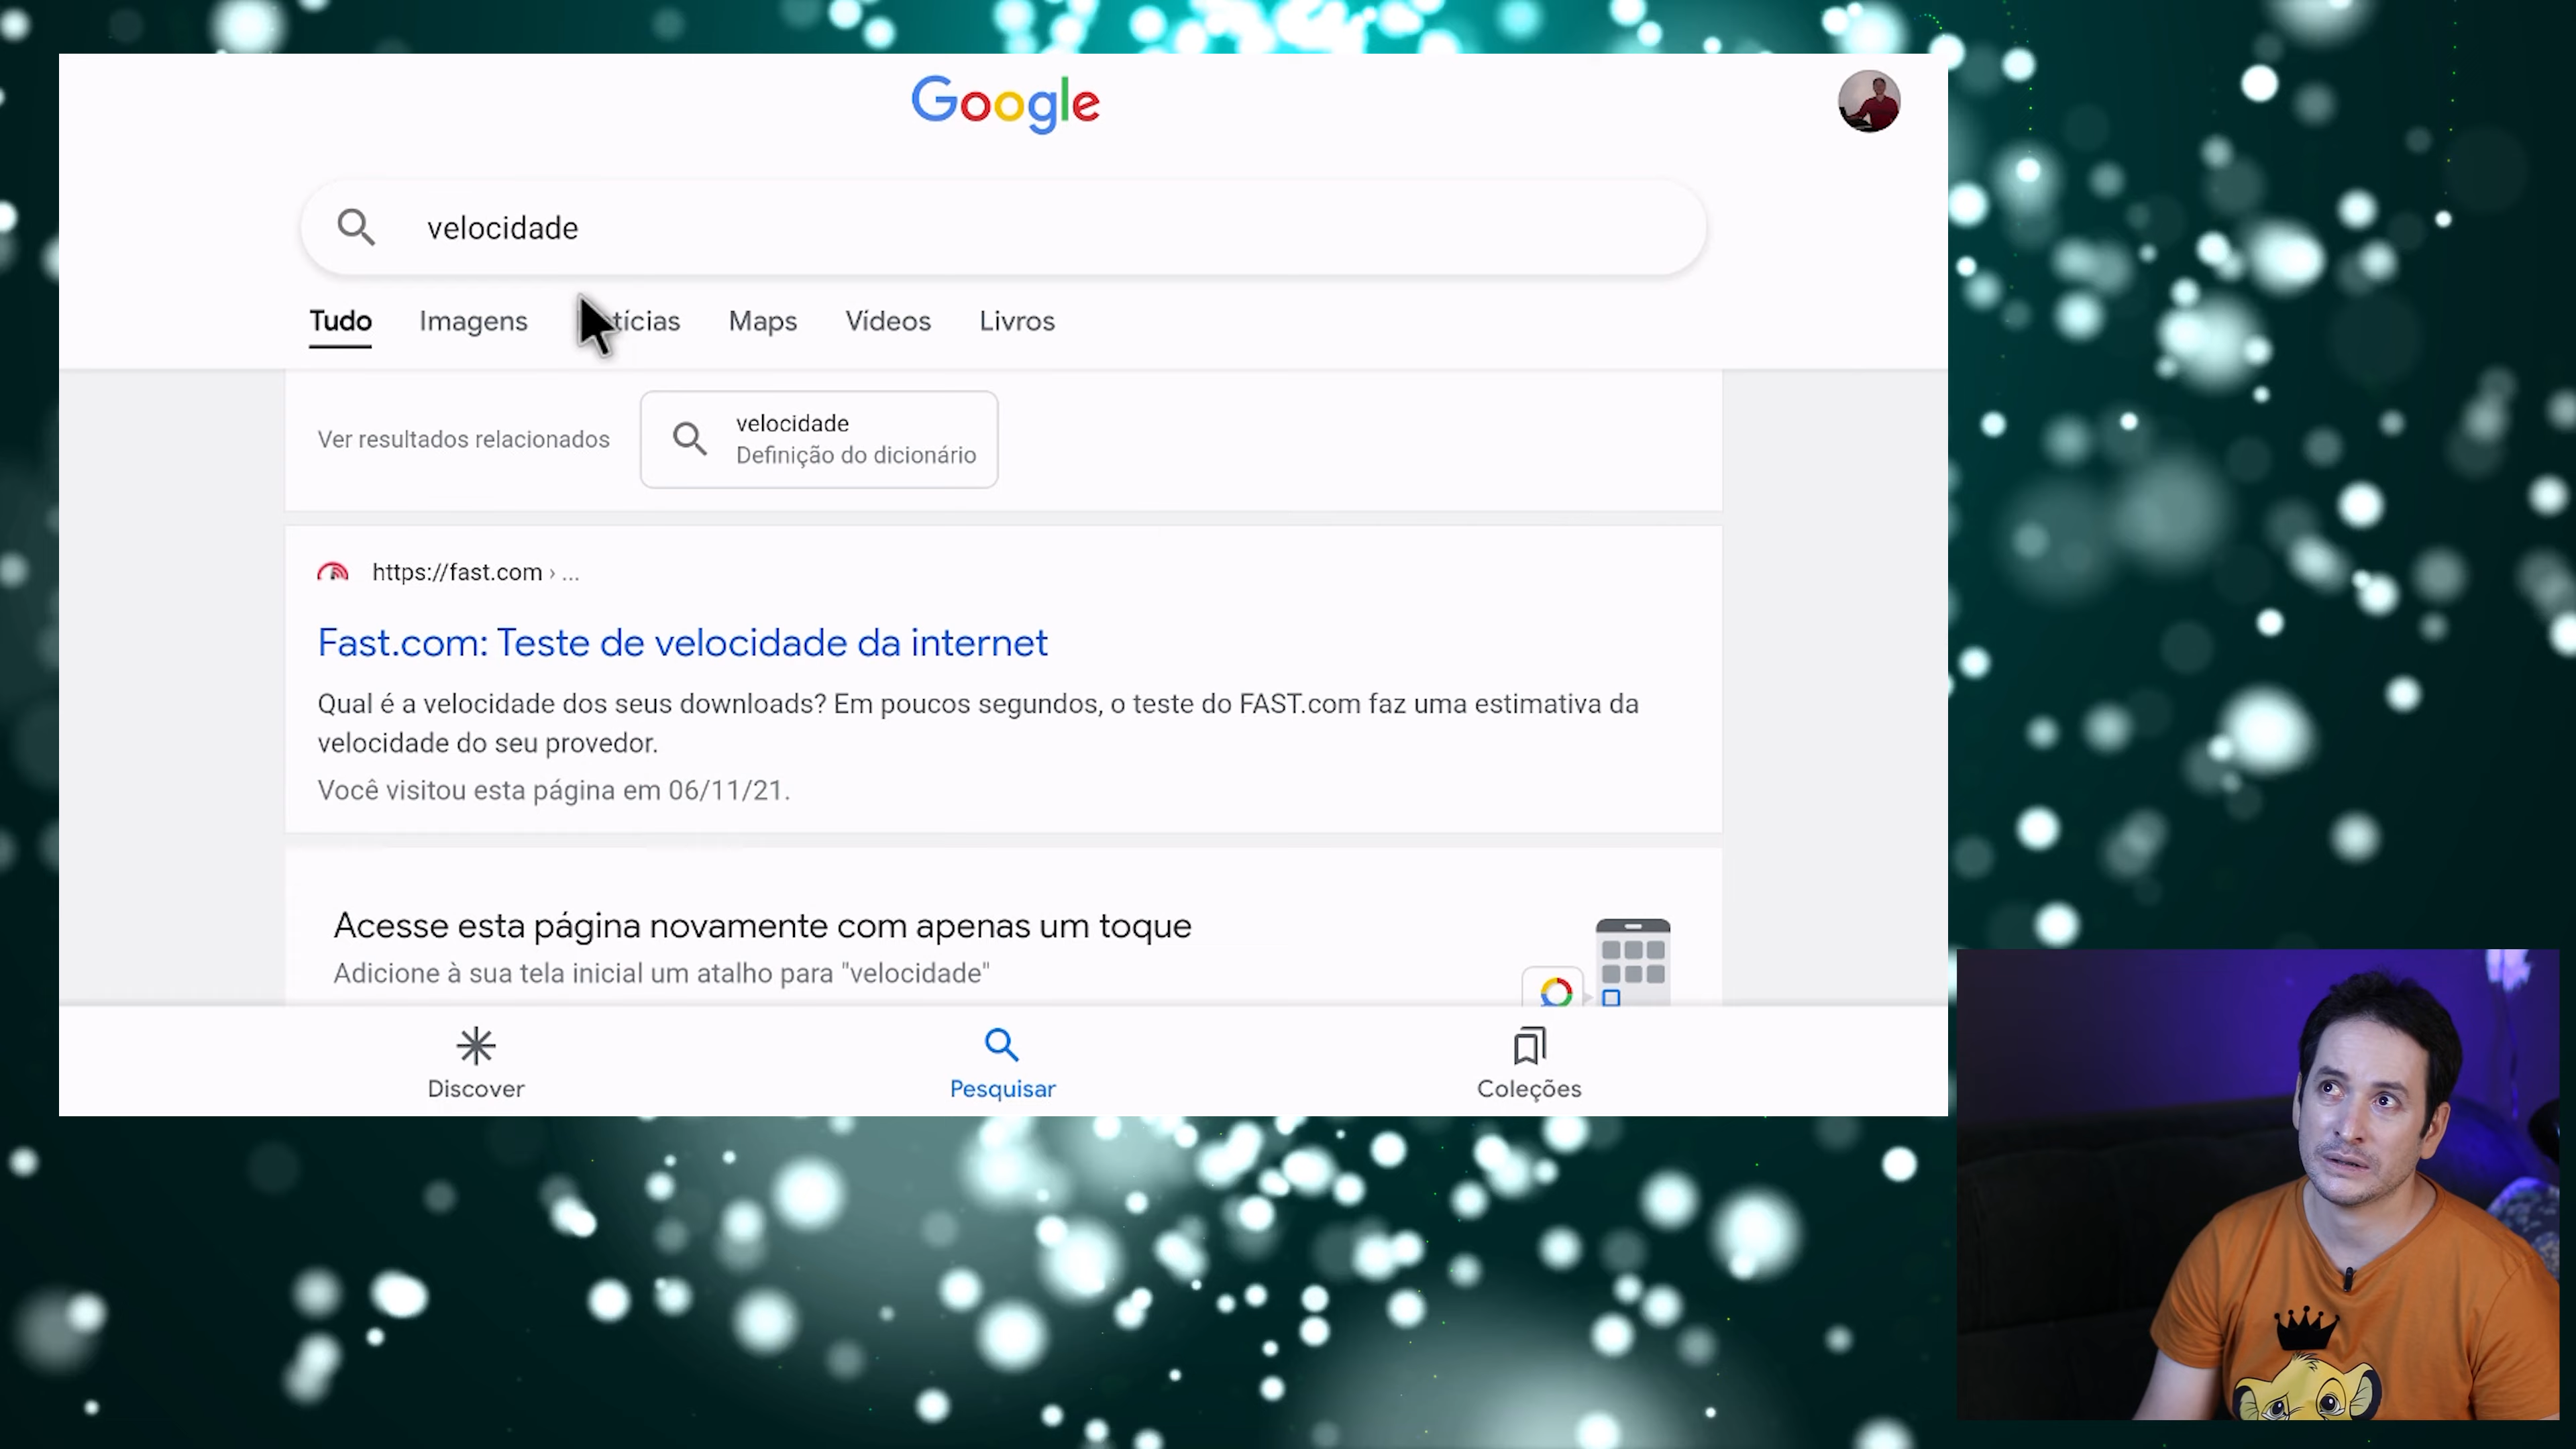 Google
velocidade
Tudo Imagens Maps Vídeos Livros
Ver resultados relacionados
velocidade
Definição do dicionário
https://fast.com › ...
Fast.com: Teste de velocidade da internet
Qual é a velocidade dos seus downloads? Em poucos segundos, o teste do FAST.com faz uma estimativa da
velocidade do seu provedor.
Você visitou esta página em 06/11/21.
Acesse esta página novamente com apenas um toque
Adicione à sua tela inicial um atalho para "velocidade"
Discover Pesquisar Coleções